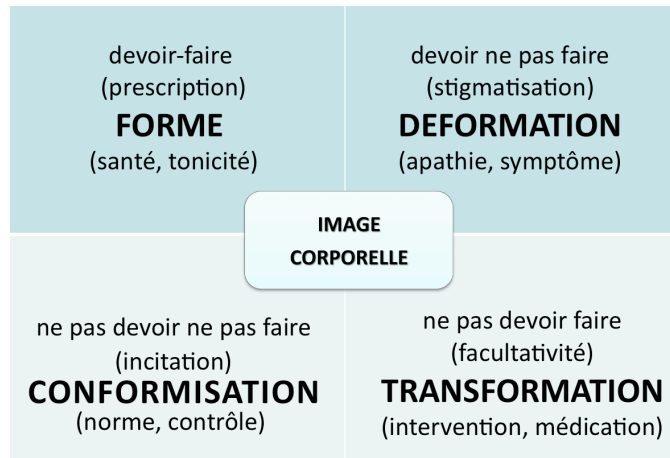 devoir-faire
(prescription)
FORME
(santé, tonicité)
devoir ne pas faire
(stigmatisation)
DEFORMATION
(apathie, symptôme)
IMAGE
CORPORELLE
ne pas devoir ne pas faire
(incitation)
CONFORMISATION
(norme, contrôle)
ne pas devoir faire
(facultativité)
TRANSFORMATION
(intervention, médication)